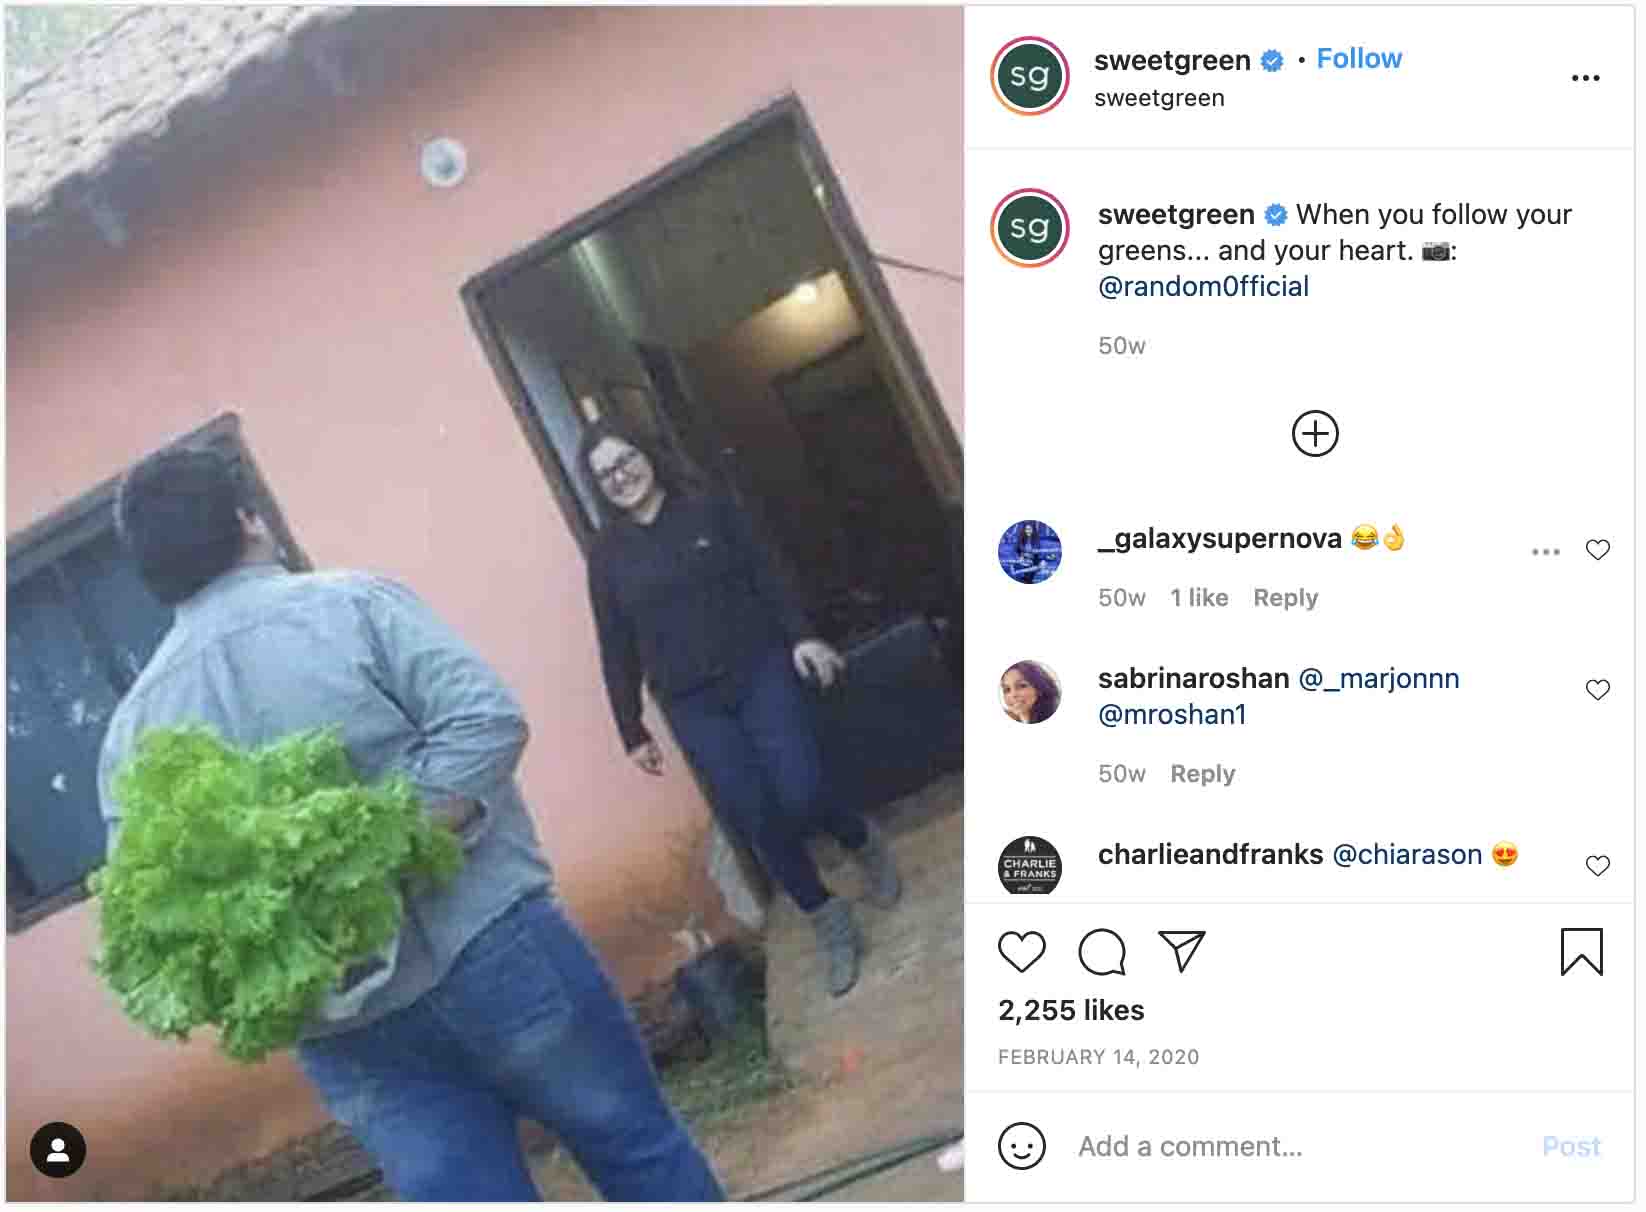 sg
sweetgreen • Follow
sweetgreen
sg
sweetgreen When you follow your
greens... and your heart. 📷:
@random0fficial
50w
_galaxysupernova 😂👌
50w 1 like Reply
sabrinaroshan @_marjonnn
@mroshan1
50w Reply
CHARLIE
& FRANKS
charlieandfranks @chiarason 😍
2,255 likes
FEBRUARY 14, 2020
Add a comment... Post